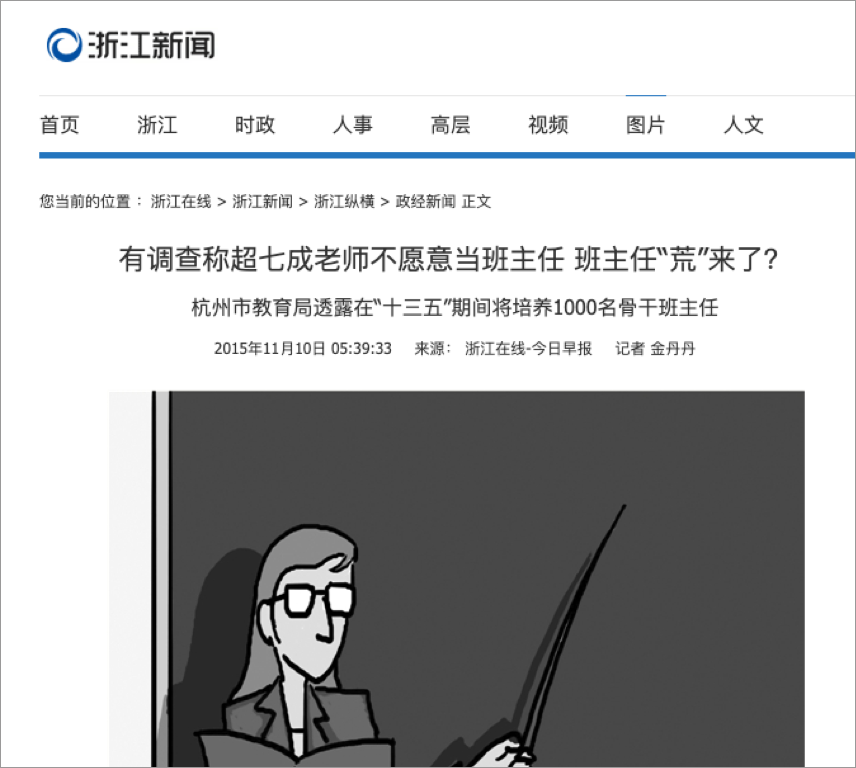 浙江新闻
首页 浙江 时政 人事 高层 视频 图片 人文
您当前的位置 ：浙江在线 > 浙江新闻 > 浙江纵横 > 政经新闻 正文
有调查称超七成老师不愿意当班主任 班主任“荒”来了?
杭州市教育局透露在“十三五”期间将培养1000名骨干班主任
2015年11月10日 05:39:33 来源： 浙江在线-今日早报 记者 金丹丹